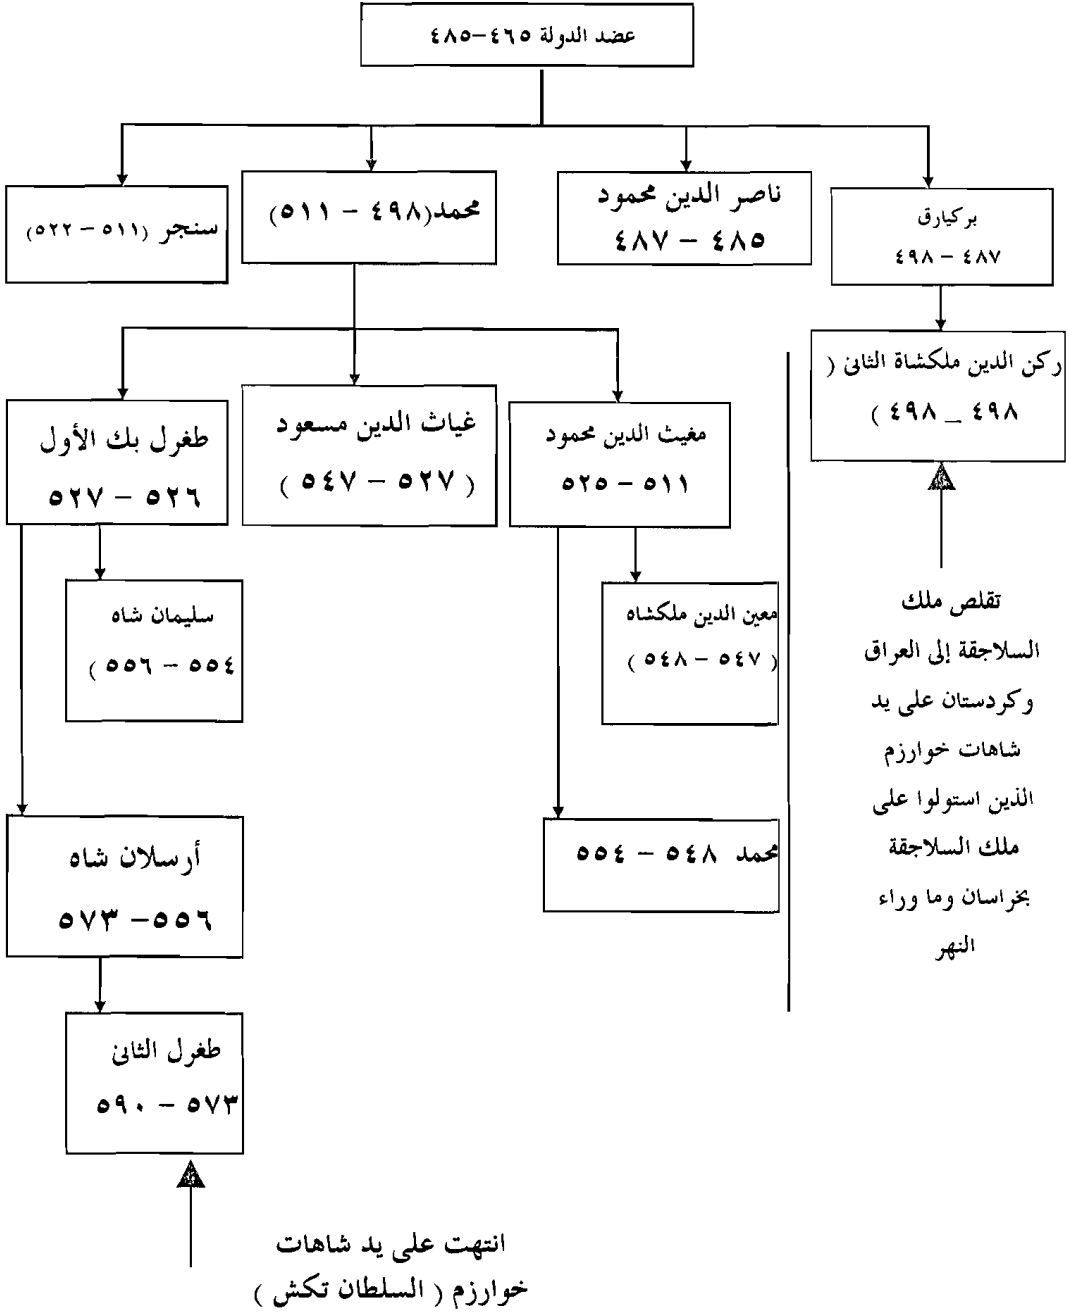 عضد الدولة ٤٦٥-٤٨٥
بركيارق
٤٨٧ - ٤٩٨
ناصر الدين محمود
٤٨٥ - ٤٨٧
محمد(٤٩٨ - ٥١١)
سنجر (٥١١ - ٥٢٢)
ركن الدين ملكشاة الثانى (
٤٩٨ _ ٤٩٨ )
مغيث الدين محمود
٥١١ - ٥٢٥
غياث الدين مسعود
( ٥٢٧ - ٥٤٧ )
طغرل بك الأول
٥٢٦ - ٥٢٧
معين الدين ملكشاه
( ٥٤٧ - ٥٤٨ )
سليمان شاه
٥٥٤ - ٥٥٦ )
تقلص ملك
السلاجقة إلى العراق
وكردستان على يد
شاهات خوارزم
الذين استولوا على
ملك السلاجقة
بخراسان وما وراء
النهر
محمد ٥٤٨ - ٥٥٤
أرسلان شاه
٥٥٦ - ٥٧٣
طغرل الثانى
٥٧٣ - ٥٩٠
انتهت على يد شاهات
خوارزم ( السلطان تكش )